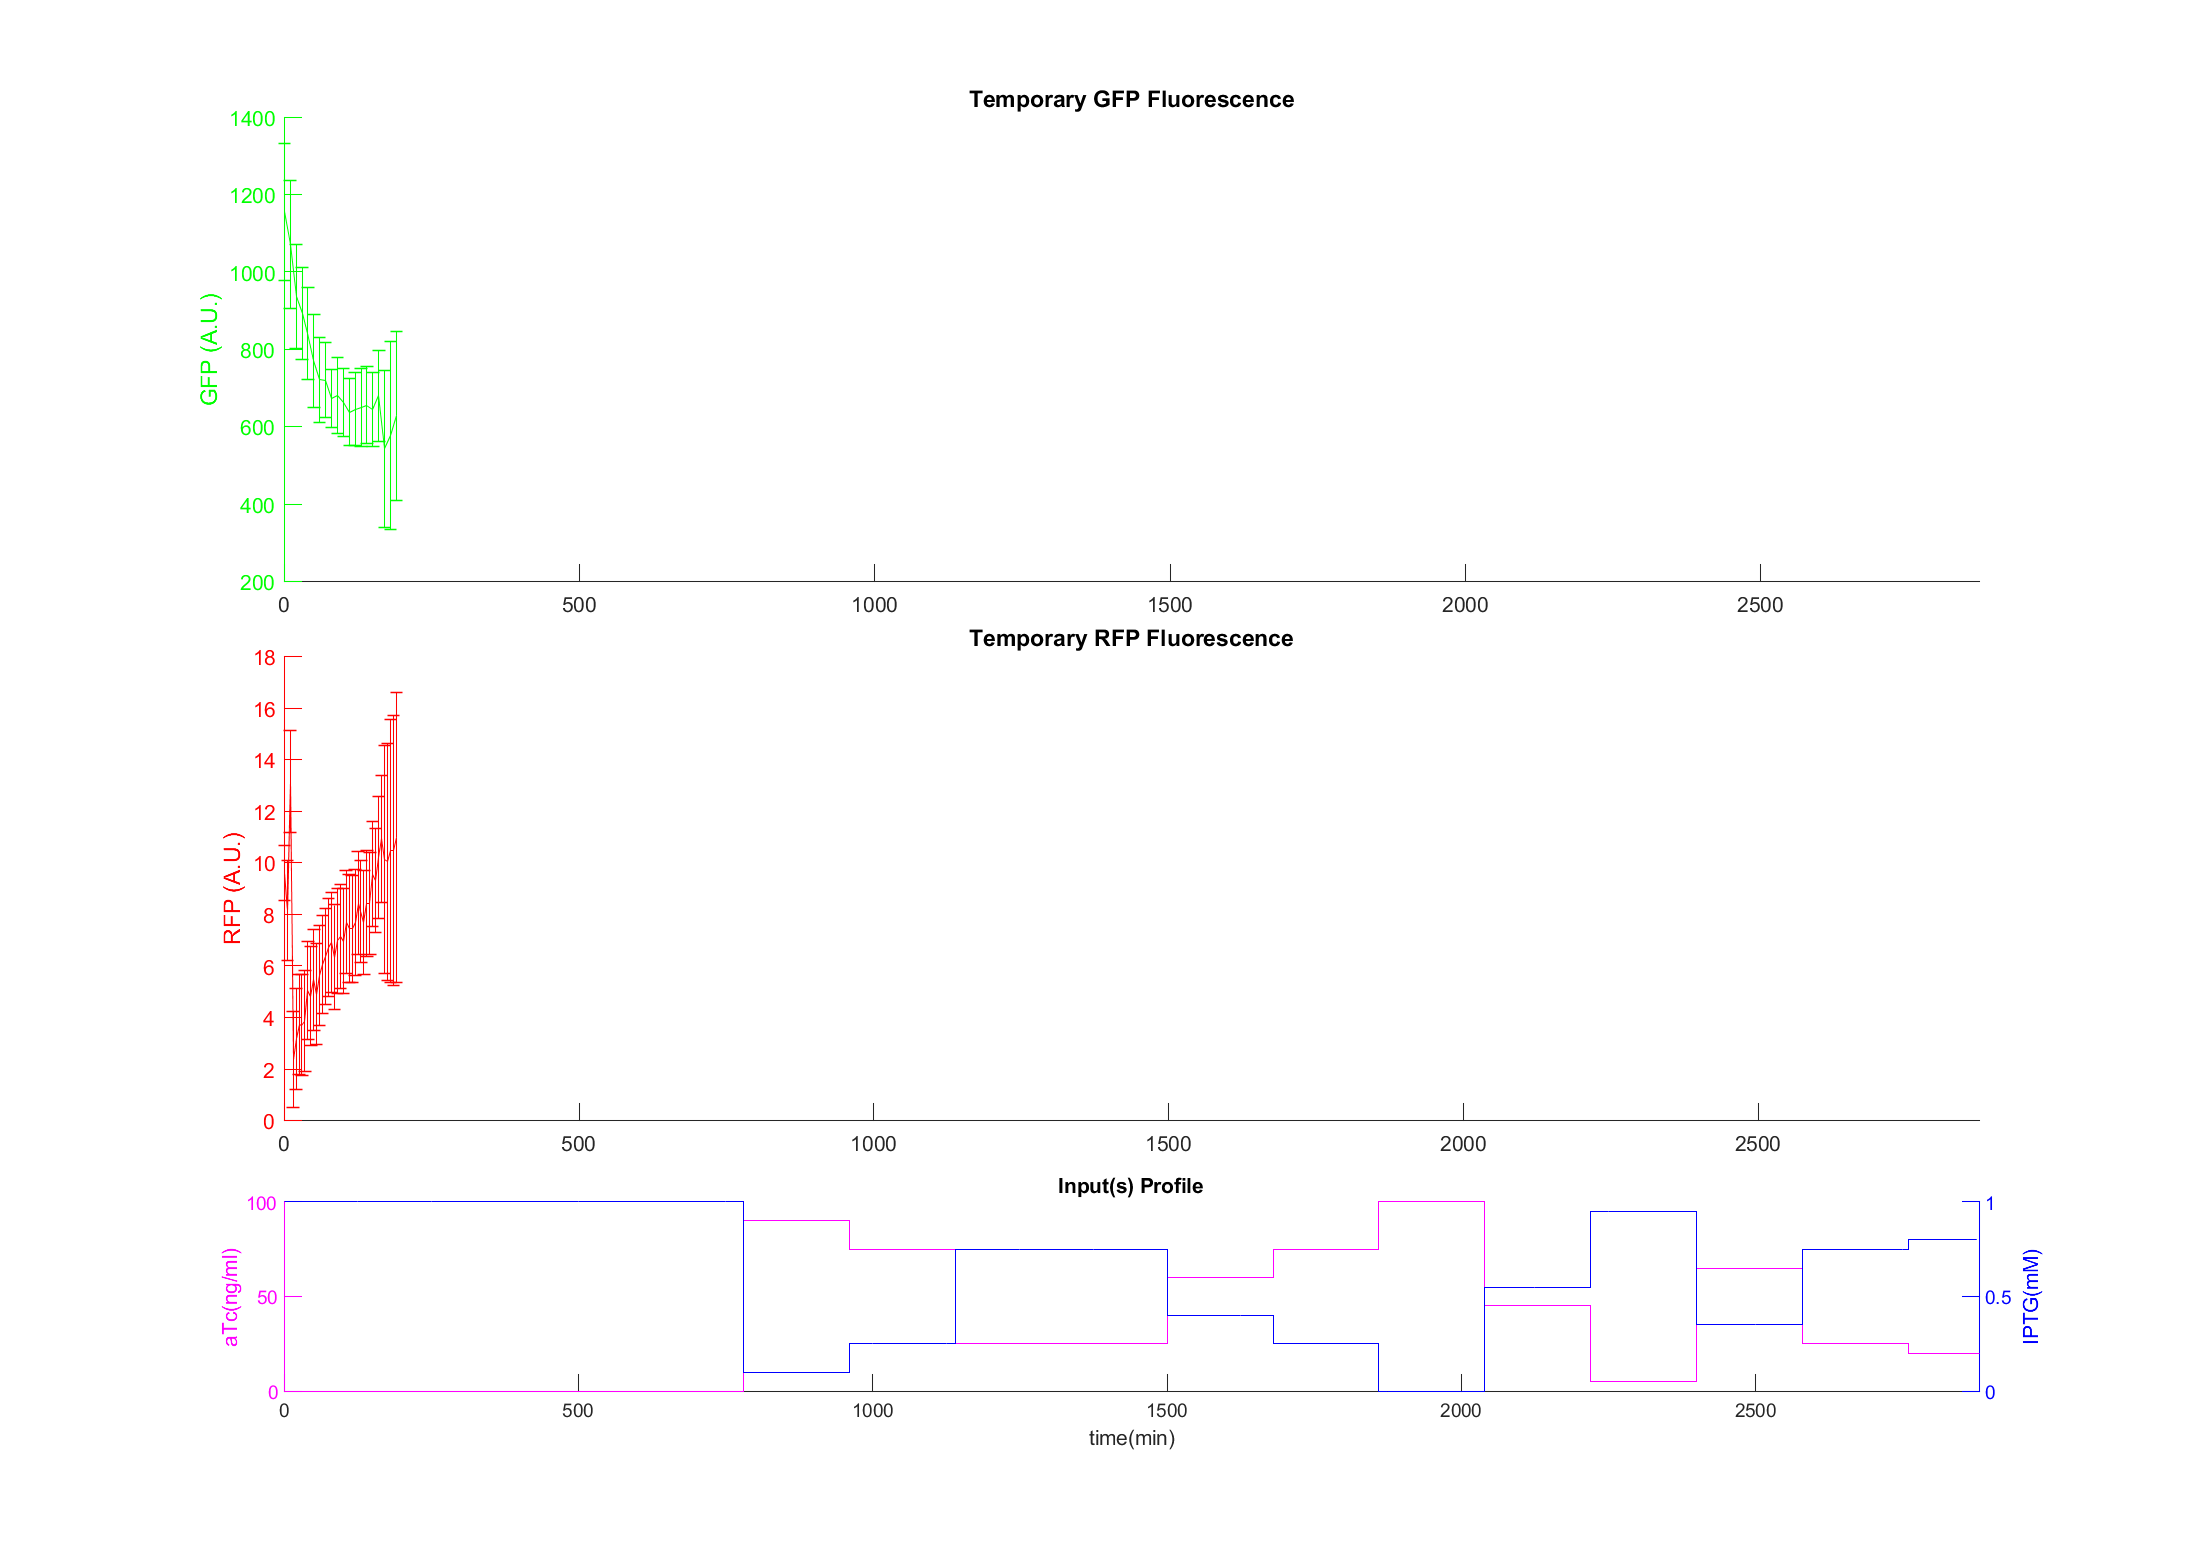 Temporary GFP Fluorescence
1400
1200
1000
800
600
400
200
GFP (A.U.)
0 500 1000 1500 2000 2500
Temporary RFP Fluorescence
18
16
14
12
10
8
6
4
2
0
RFP (A.U.)
0 500 1000 1500 2000 2500
Input(s) Profile
100
50
0
aTc(ng/ml)
1
0.5
0
IPTG(mM)
0 500 1000 1500 2000 2500
time(min)